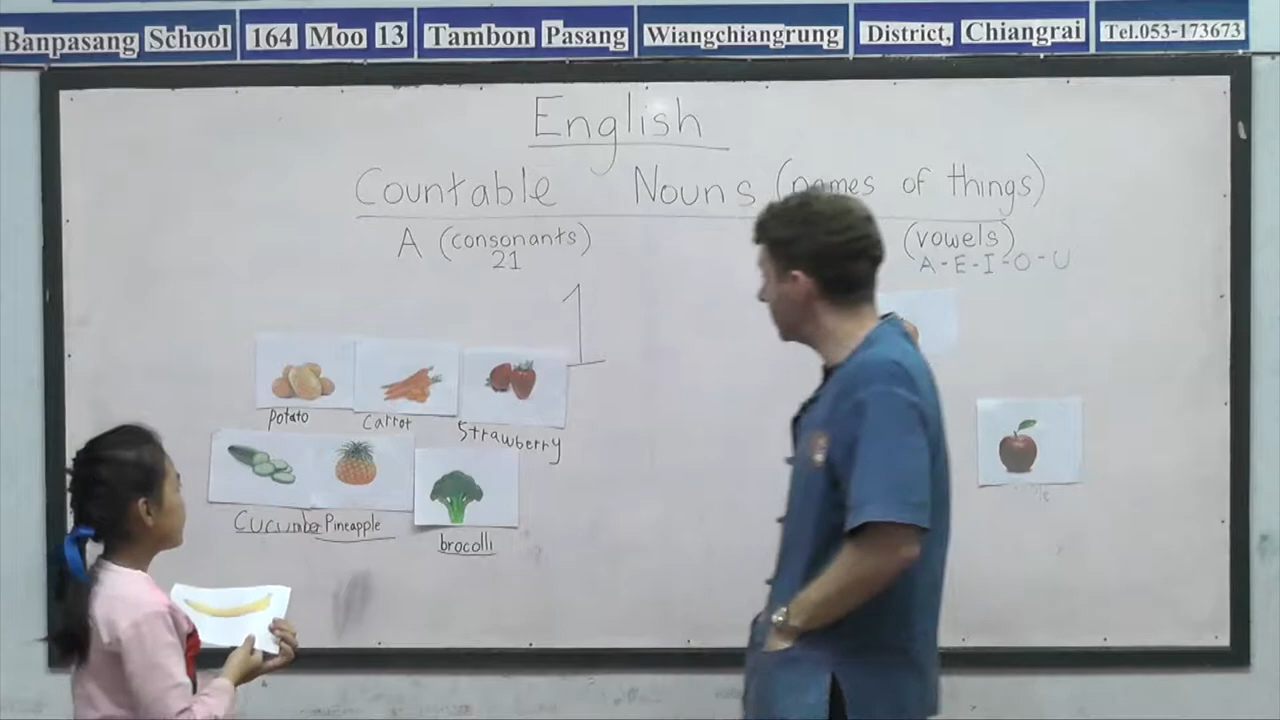 Banpasang School 164 Moo 13 Tambon Pasang Wiangchiangrung District, Chiangrai Tel.053-173673
English
Countable Nouns (names of things)
A (consonants) (vowels)
21 A-E-I-O-U
1
Potato Carrot Strawberry
Cucumber Pineapple
brocolli